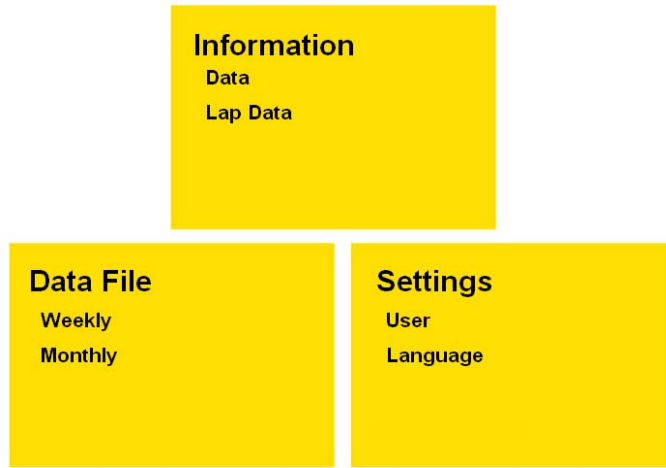 Information
Data
Lap Data
Data File
Weekly
Monthly
Settings
User
Language